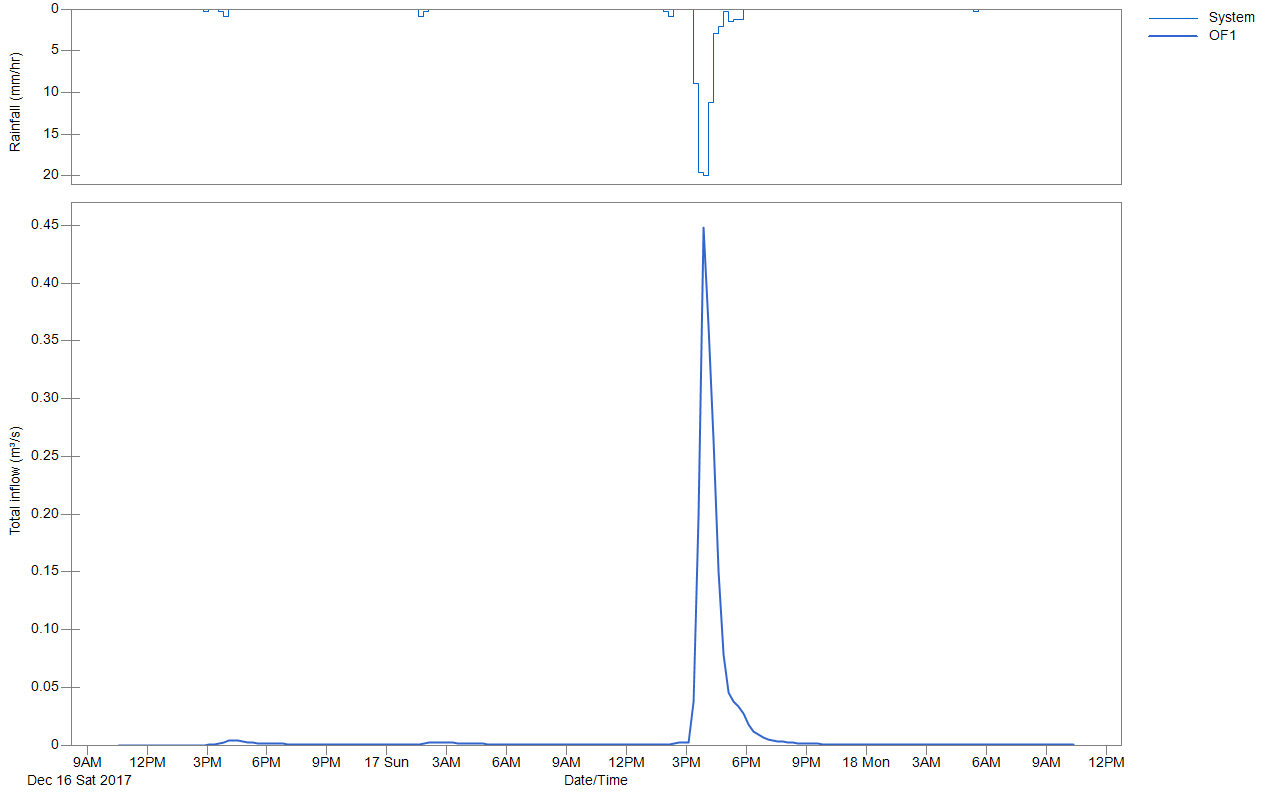 0
5
10
15
20
Rainfall (mm/hr)
System
OF1
0.45
0.40
0.35
0.30
0.25
0.20
0.15
0.10
0.05
0
Total inflow (m³/s)
9AM 12PM 3PM 6PM 9PM 17 Sun 3AM 6AM 9AM 12PM 3PM 6PM 9PM 18 Mon 3AM 6AM 9AM 12PM
Dec 16 Sat 2017
Date/Time